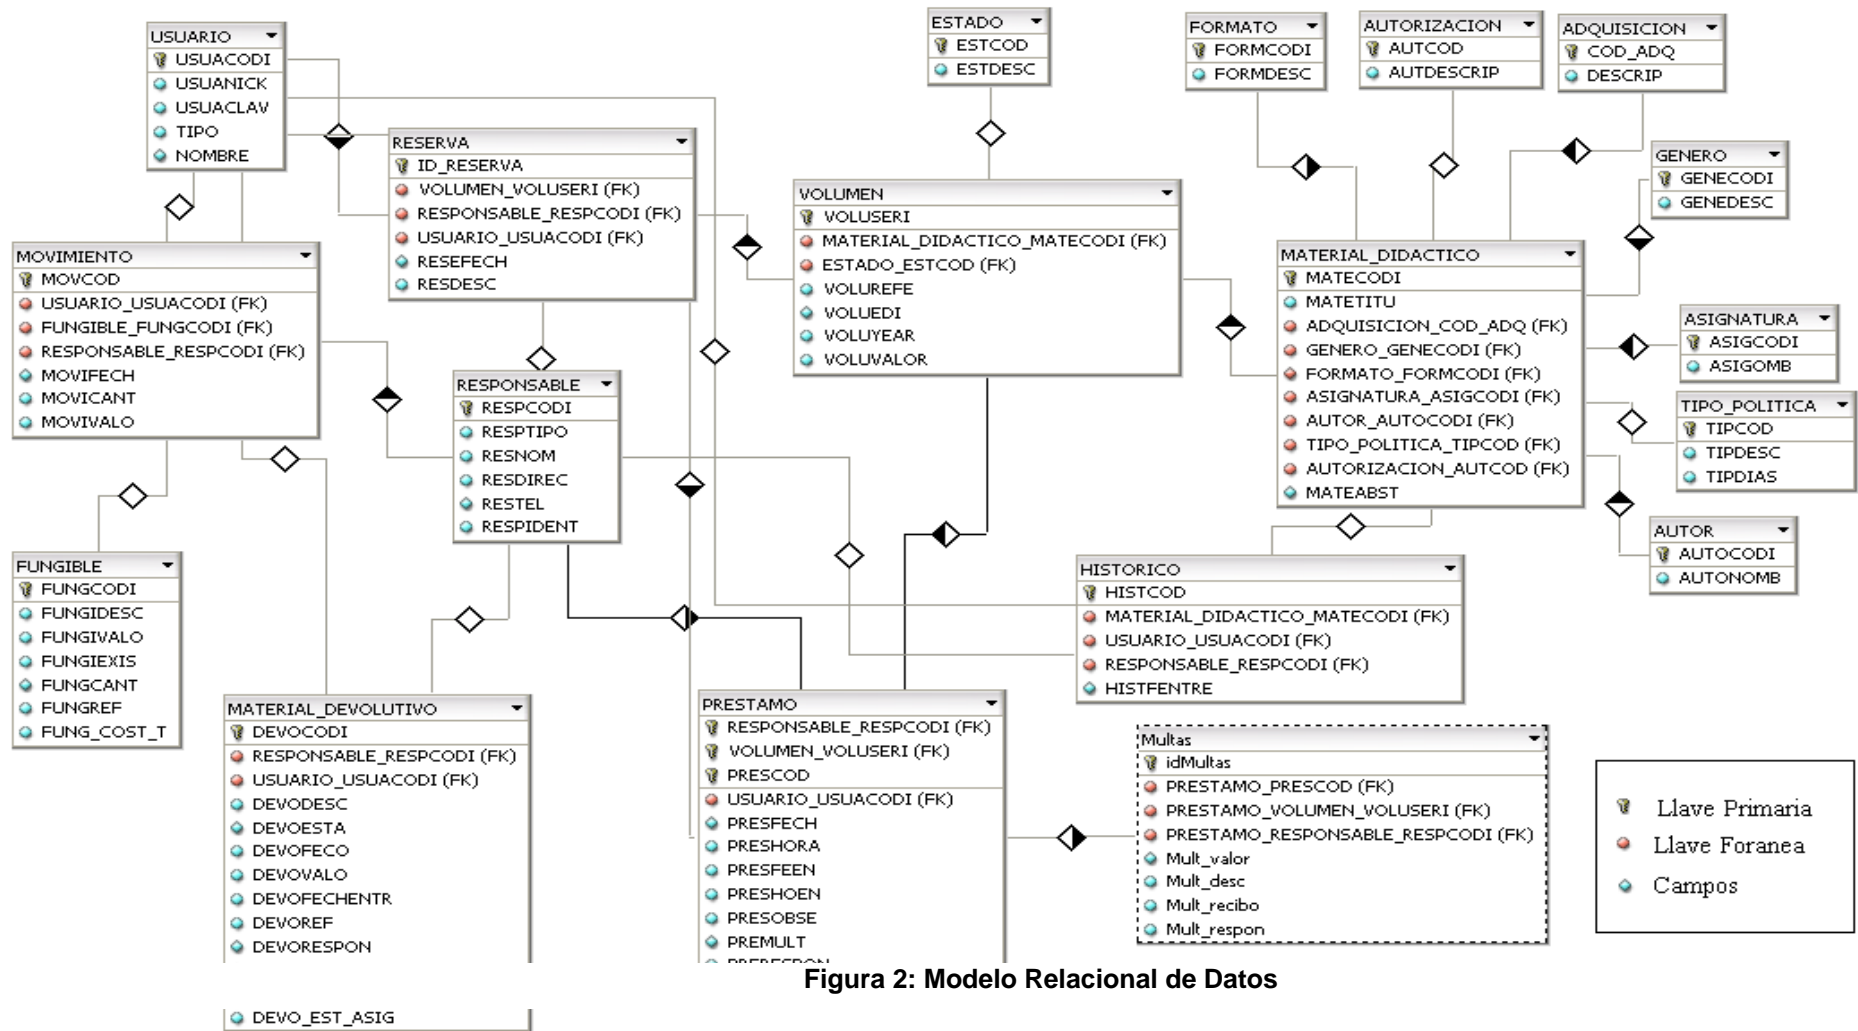 USUARIO
USUACODI
USUANICK
USUACLAV
TIPO
NOMBRE
RESERVA
ID_RESERVA
VOLUMEN_VOLUSERI (FK)
RESPONSABLE_RESPCODI (FK)
USUARIO_USUACODI (FK)
RESEFECH
RESDESC
ESTADO
ESTCOD
ESTDESC
FORMATO
FORMCODI
FORMDESC
AUTORIZACION
AUTCOD
AUTDESCRIP
ADQUISICION
COD_ADQ
DESCRIP
GENERO
GENECODI
GENEDESC
MOVIMIENTO
MOVCOD
USUARIO_USUACODI (FK)
FUNGIBLE_FUNGCODI (FK)
RESPONSABLE_RESPCODI (FK)
MOVIFECH
MOVICANT
MOVIVALO
VOLUMEN
VOLUSERI
MATERIAL_DIDACTICO_MATECODI (FK)
ESTADO_ESTCOD (FK)
VOLUREFE
VOLUEDI
VOLUYEAR
VOLUVALOR
MATERIAL_DIDACTICO
MATECODI
MATETITU
ADQUISICION_COD_ADQ (FK)
GENERO_GENECODI (FK)
FORMATO_FORMCODI (FK)
ASIGNATURA_ASIGCODI (FK)
AUTOR_AUTOCODI (FK)
TIPO_POLITICA_TIPCOD (FK)
AUTORIZACION_AUTCOD (FK)
MATEABST
ASIGNATURA
ASIGCODI
ASIGOMB
TIPO_POLITICA
TIPCOD
TIPDESC
TIPDIAS
AUTOR
AUTOCODI
AUTONOMB
RESPONSABLE
RESPCODI
RESPTIPO
RESNOM
RESDIREC
RESTEL
RESPIDENT
FUNGIBLE
FUNGCODI
FUNGIDESC
FUNGIVALO
FUNGIEXIS
FUNGCANT
FUNGREF
FUNG_COST_T
HISTORICO
HISTCOD
MATERIAL_DIDACTICO_MATECODI (FK)
USUARIO_USUACODI (FK)
RESPONSABLE_RESPCODI (FK)
HISTFENTRE
MATERIAL_DEVOLUTIVO
DEVOCODI
RESPONSABLE_RESPCODI (FK)
USUARIO_USUACODI (FK)
DEVODESC
DEVOESTA
DEVOFECO
DEVOVALO
DEVOFECHENTR
DEVOREF
DEVORESPON
DEVO_EST_ASIG
PRESTAMO
RESPONSABLE_RESPCODI (FK)
VOLUMEN_VOLUSERI (FK)
PRESCOD
USUARIO_USUACODI (FK)
PRESFECH
PRESHORA
PRESFEEN
PRESHOEN
PRESOBSE
PREMULT
Multas
idMultas
PRESTAMO_PRESCOD (FK)
PRESTAMO_VOLUMEN_VOLUSERI (FK)
PRESTAMO_RESPONSABLE_RESPCODI (FK)
Mult_valor
Mult_desc
Mult_recibo
Mult_respon
Llave Primaria
Llave Foranea
Campos
Figura 2: Modelo Relacional de Datos